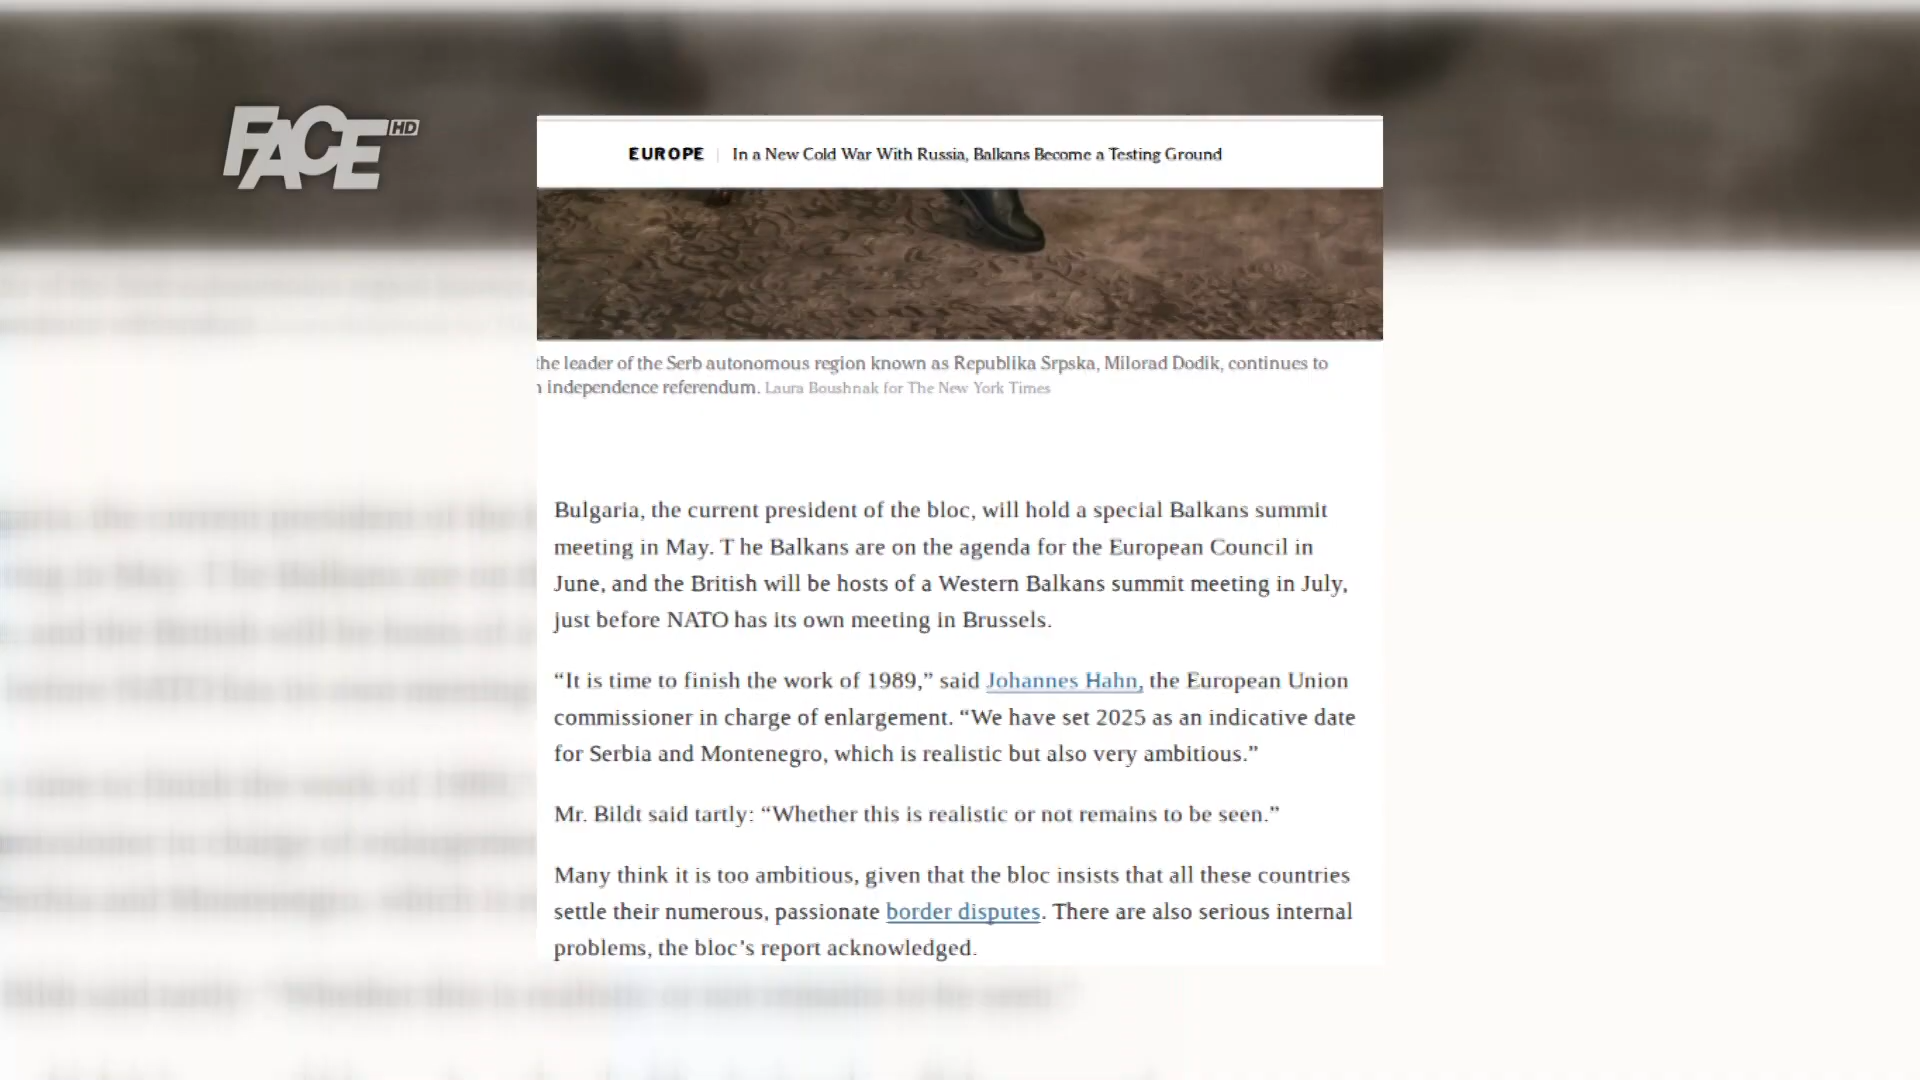 FACE HD
EUROPE | In a New Cold War With Russia, Balkans Become a Testing Ground
the leader of the Serb autonomous region known as Republika Srpska, Milorad Dodik, continues to
independence referendum. Laura Boushnak for The New York Times
Bulgaria, the current president of the bloc, will hold a special Balkans summit
meeting in May. T he Balkans are on the agenda for the European Council in
June, and the British will be hosts of a Western Balkans summit meeting in July,
just before NATO has its own meeting in Brussels.
“It is time to finish the work of 1989,” said Johannes Hahn, the European Union
commissioner in charge of enlargement. “We have set 2025 as an indicative date
for Serbia and Montenegro, which is realistic but also very ambitious.”
Mr. Bildt said tartly: “Whether this is realistic or not remains to be seen.”
Many think it is too ambitious, given that the bloc insists that all these countries
settle their numerous, passionate border disputes. There are also serious internal
problems, the bloc’s report acknowledged.